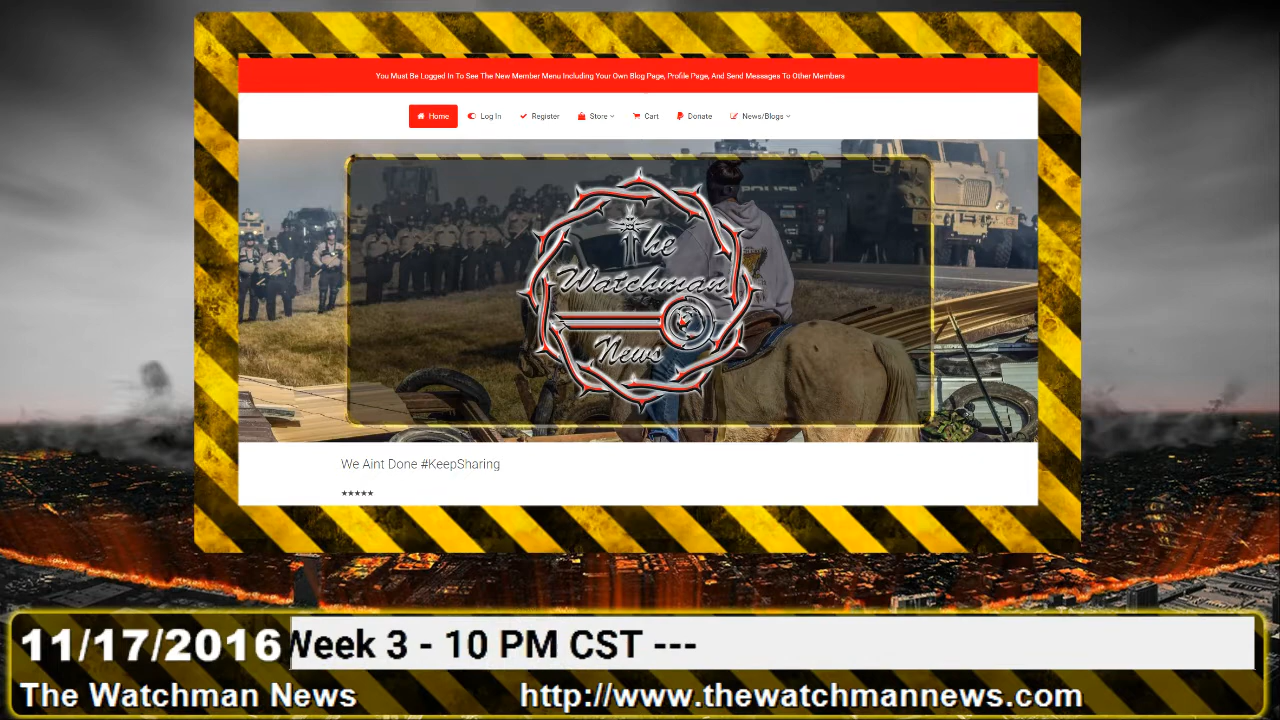 You Must Be Logged In To See The New Member Menu Including Your Own Blog Page, Profile Page, And Send Messages To Other Members
Home Log In Register Store Cart Donate News/Blogs
POLICE
The
Watchman
News
We Aint Done #KeepSharing
★★★★★
11/17/2016 Week 3 - 10 PM CST ---
The Watchman News http://www.thewatchmannews.com